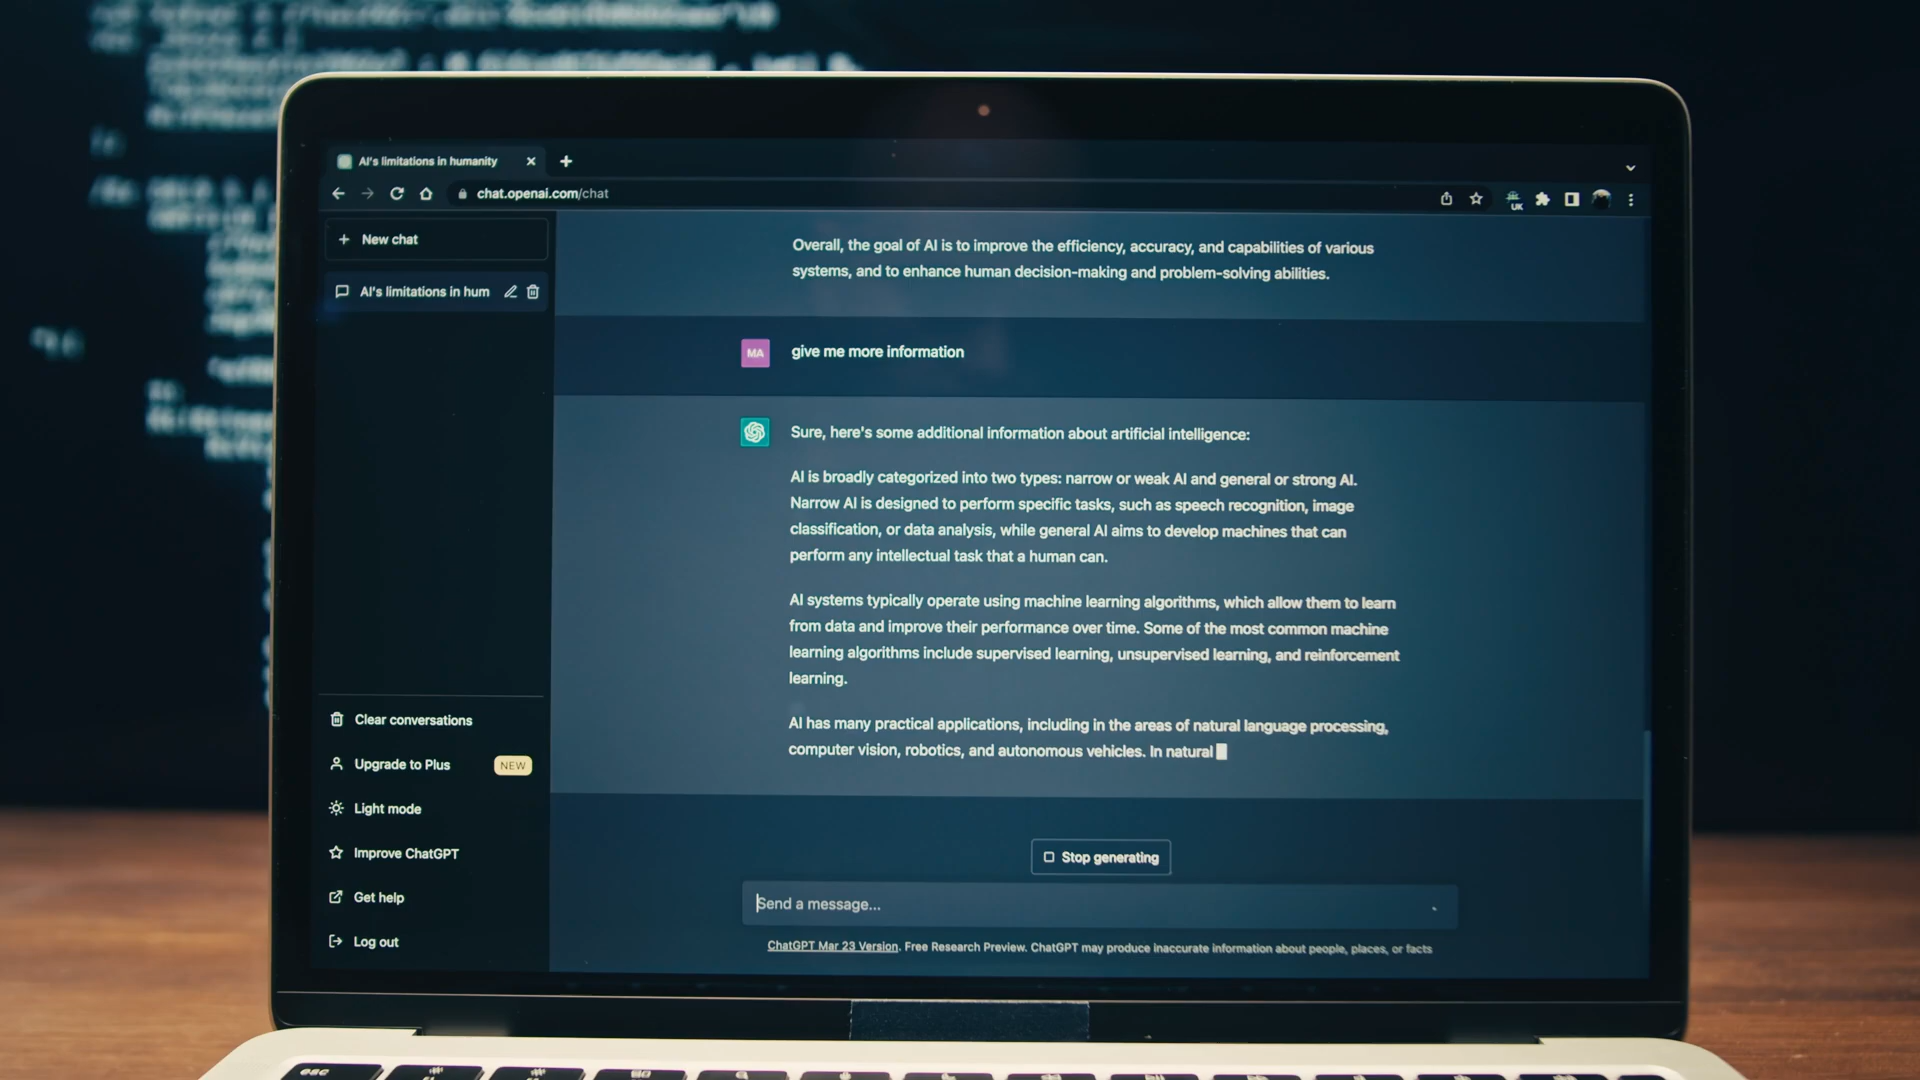 AI's limitations in humanity
chat.openai.com/chat
UK
New chat
AI's limitations in hum
Overall, the goal of AI is to improve the efficiency, accuracy, and capabilities of various
systems, and to enhance human decision-making and problem-solving abilities.
MA
give me more information
Sure, here's some additional information about artificial intelligence:
AI is broadly categorized into two types: narrow or weak AI and general or strong AI.
Narrow AI is designed to perform specific tasks, such as speech recognition, image
classification, or data analysis, while general AI aims to develop machines that can
perform any intellectual task that a human can.
AI systems typically operate using machine learning algorithms, which allow them to learn
from data and improve their performance over time. Some of the most common machine
learning algorithms include supervised learning, unsupervised learning, and reinforcement
learning.
AI has many practical applications, including in the areas of natural language processing,
computer vision, robotics, and autonomous vehicles. In natural
Clear conversations
Upgrade to Plus NEW
Light mode
Improve ChatGPT
Get help
Log out
Stop generating
Send a message...
ChatGPT Mar 23 Version. Free Research Preview. ChatGPT may produce inaccurate information about people, places, or facts
esc